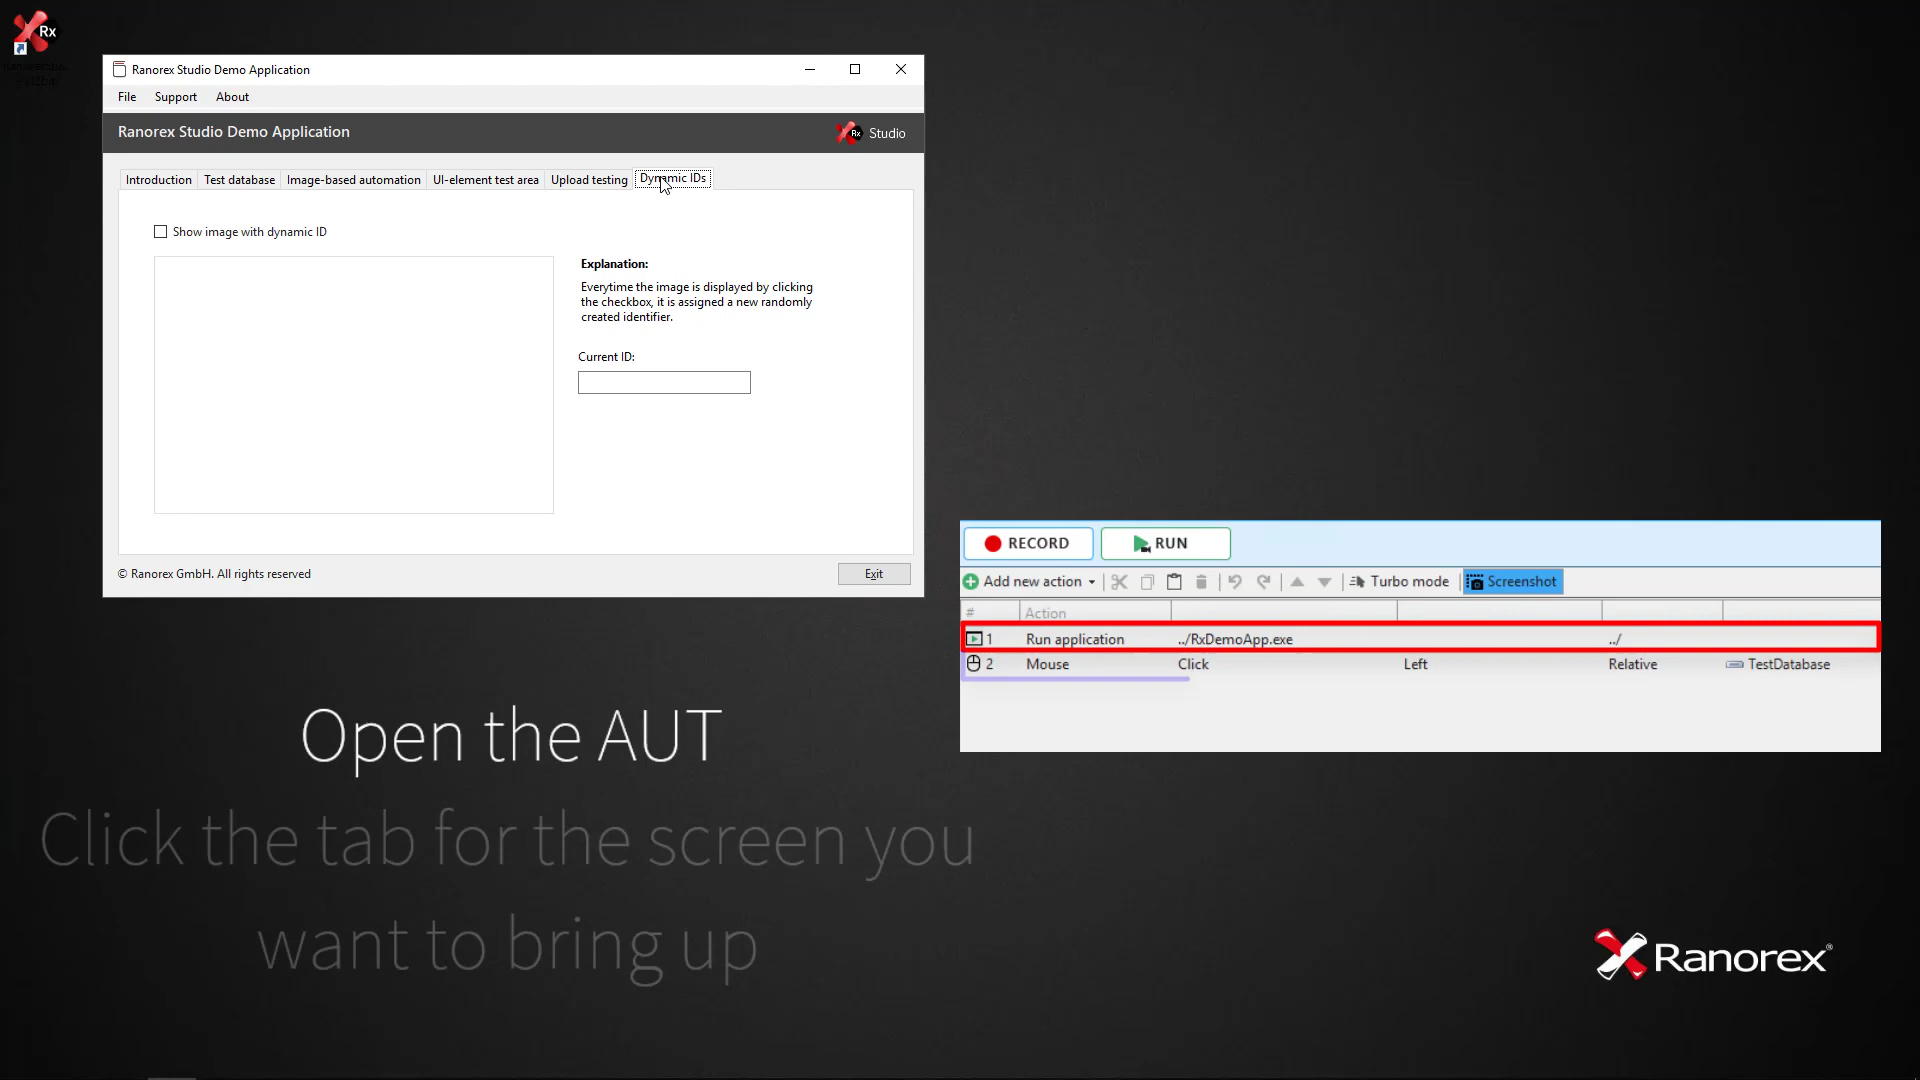 Rx
Ranorex Studio Demo Application
File Support About
Ranorex Studio Demo Application
Rx Studio
Introduction Test database Image-based automation UI-element test area Upload testing Dynamic IDs
Show image with dynamic ID
Explanation:
Everytime the image is displayed by clicking
the checkbox, it is assigned a new randomly
created identifier.
Current ID:
© Ranorex GmbH. All rights reserved
Exit
RECORD RUN
Add new action Turbo mode Screenshot
# Action
1 Run application ../RxDemoApp.exe ../
2 Mouse Click Left Relative TestDatabase
Open the AUT
Click the tab for the screen you
want to bring up
Ranorex®